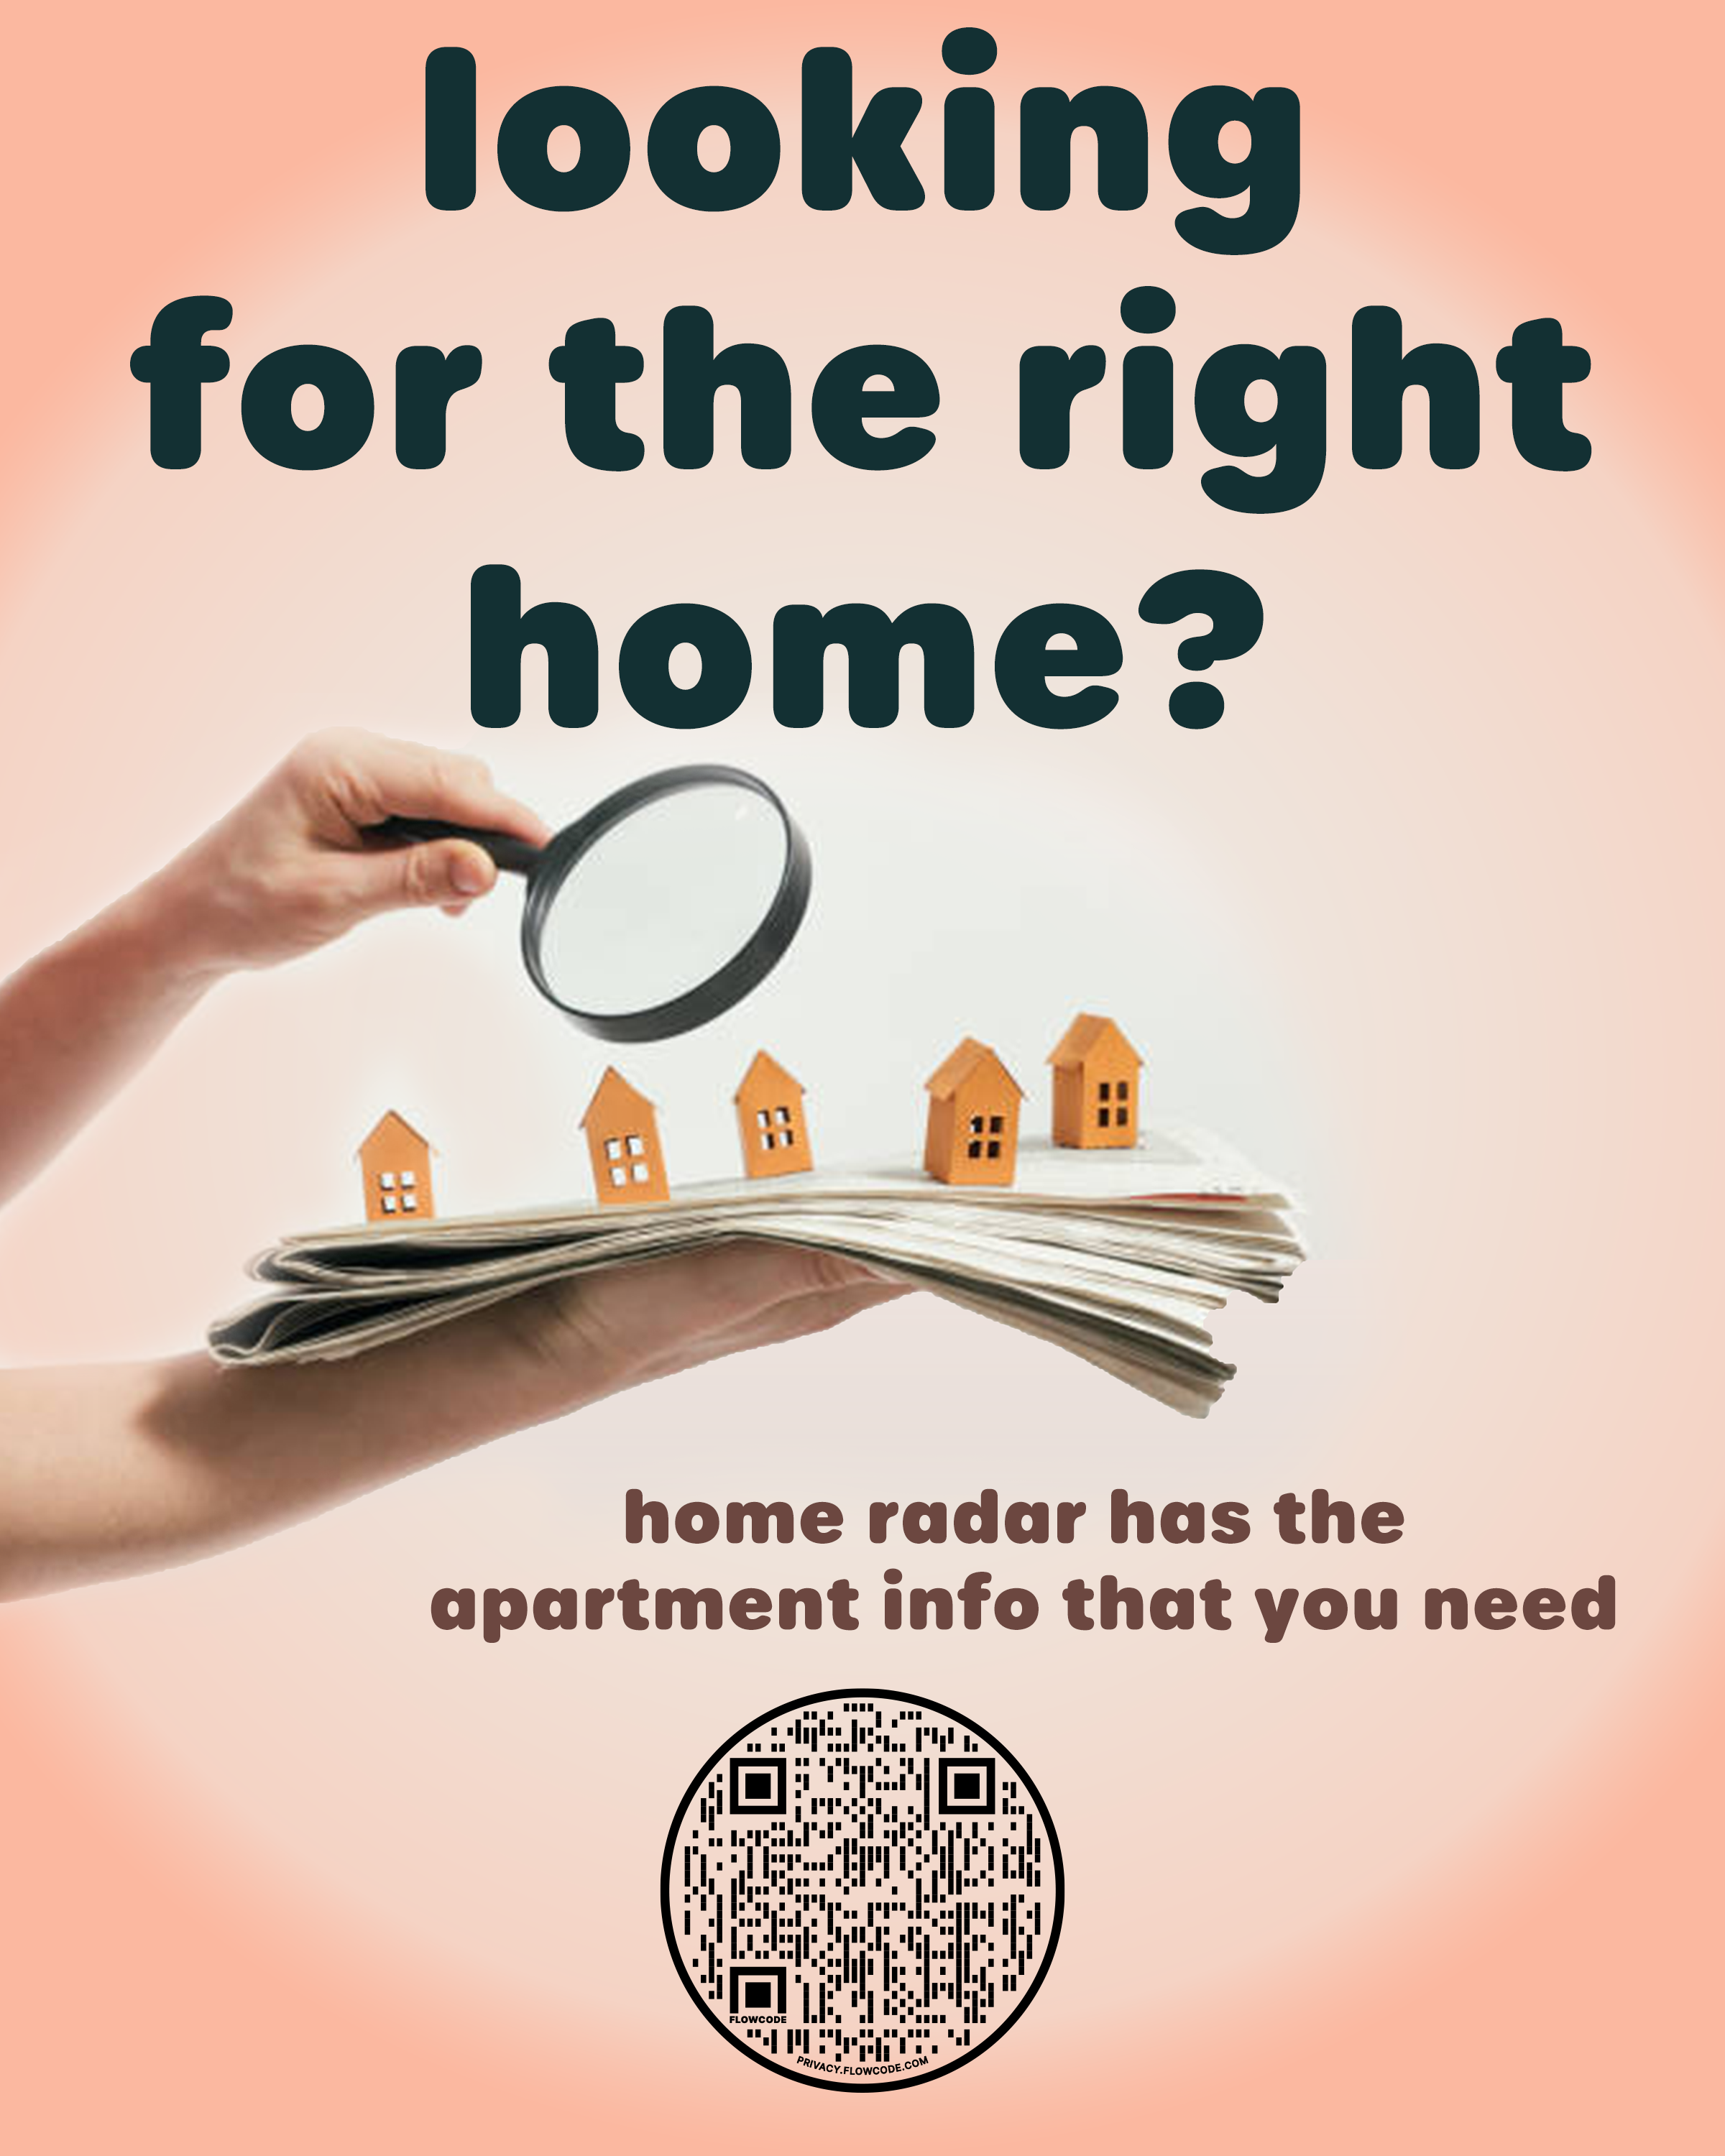 looking
for the right
home?
home radar has the
apartment info that you need
FLOWCODE
PRIVACY.FLOWCODE.COM